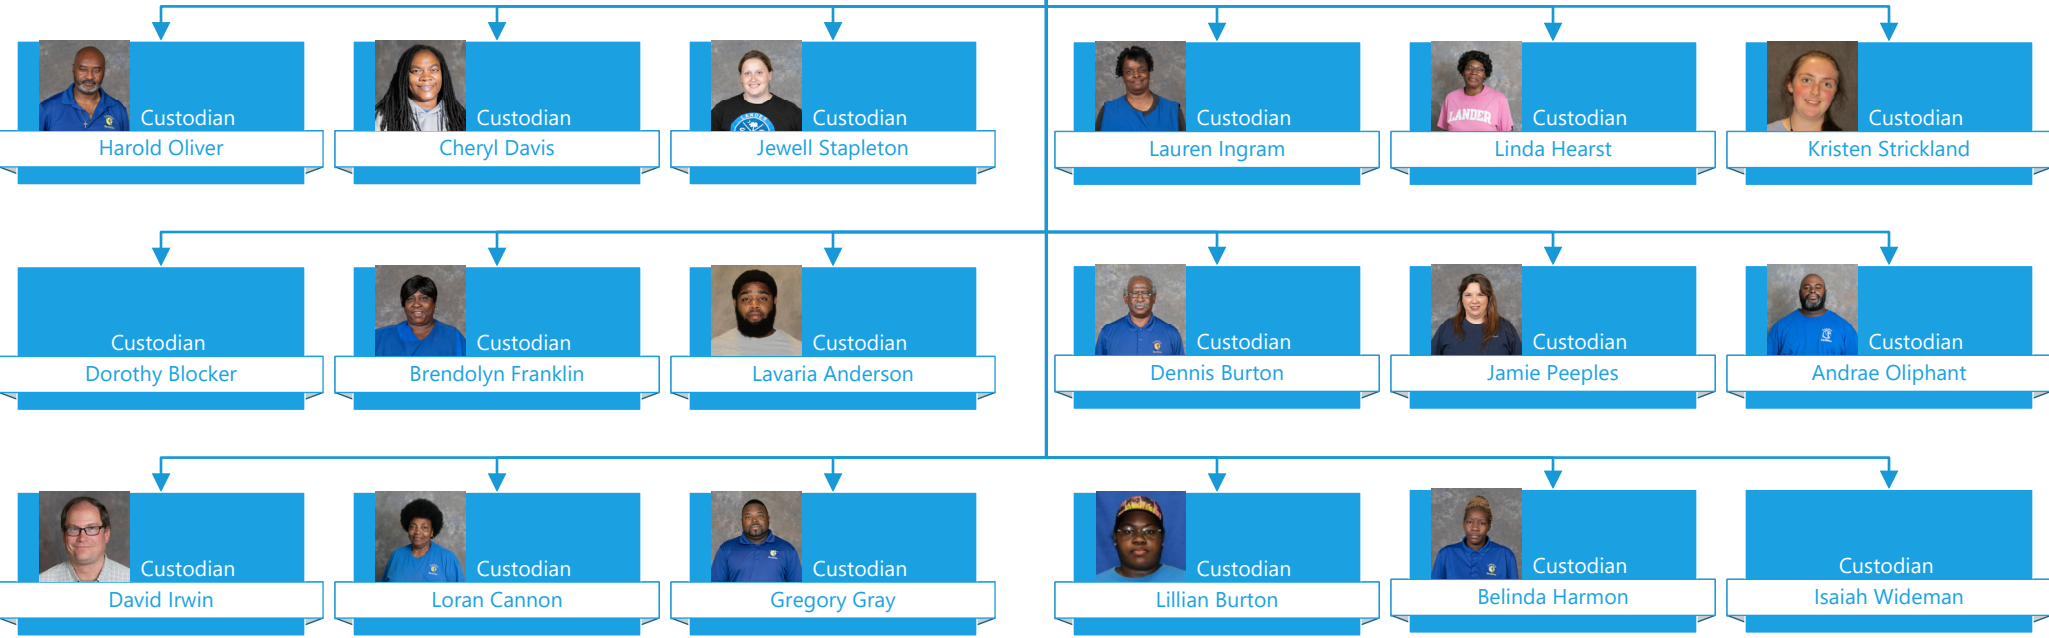 Custodian
Harold Oliver
Custodian
Cheryl Davis
LANDER
Custodian
Jewell Stapleton
Custodian
Lauren Ingram
LANDER
Custodian
Linda Hearst
Custodian
Kristen Strickland
Custodian
Dorothy Blocker
Custodian
Brendolyn Franklin
Custodian
Lavaria Anderson
Custodian
Dennis Burton
Custodian
Jamie Peeples
Custodian
Andrae Oliphant
Custodian
David Irwin
Custodian
Loran Cannon
Custodian
Gregory Gray
Custodian
Lillian Burton
Custodian
Belinda Harmon
Custodian
Isaiah Wideman